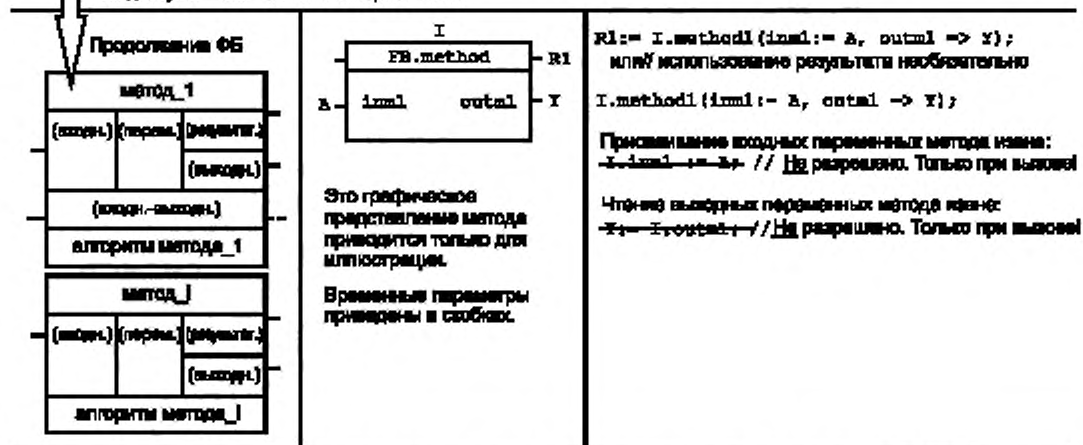 Продолжение ФБ
метод_1
(входн.) (перем.) (результ.)
(выходн.)
(входн.-выходн.)
алгоритм метода_1
метод_i
(входн.) (перем.) (результ.)
(выходн.)
алгоритм метода_i
I
FB.method R1
A inm1 outm1 Y
Это графическое
представление метода
приводится только для
иллюстрации.
Временные параметры
приведены в скобках.
R1:= I.method1(inm1:= A, outm1 => Y);
или// использование результата необязательно
I.method1(inm1:= A, outm1 => Y);
Присваивание входных переменных метода извне:
I.inm1 := A; // Не разрешено. Только при вызове!
Чтение выходных переменных метода извне:
Y:= I.outm1; //Не разрешено. Только при вызове!